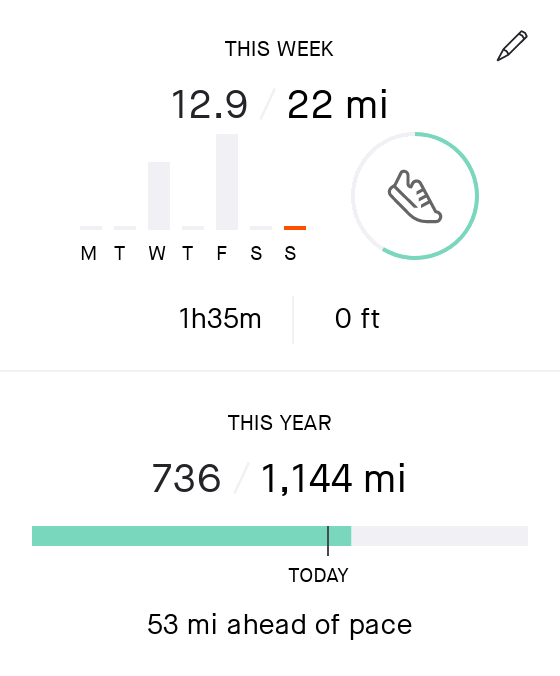 THIS WEEK
12.9 / 22 mi
M T W T F S S
1h35m 0 ft
THIS YEAR
736 / 1,144 mi
TODAY
53 mi ahead of pace